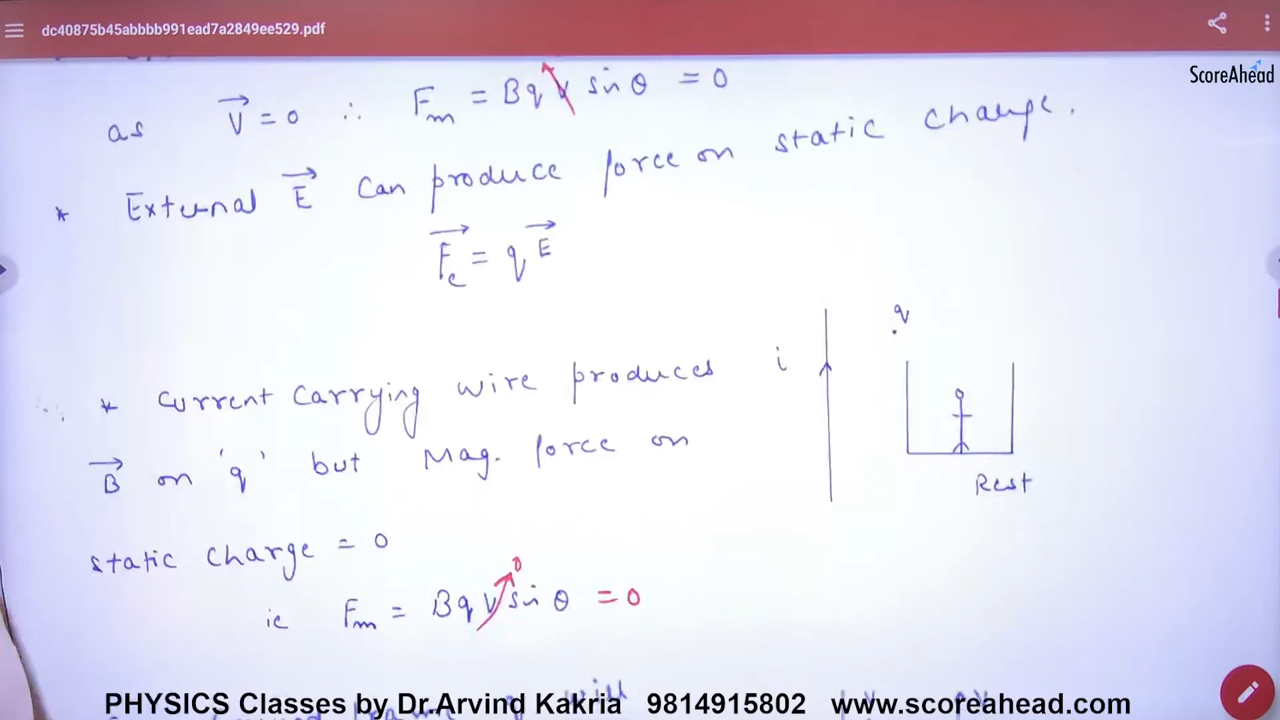 dc40875b45abbbb991ead7a2849ee529.pdf
ScoreAhead
as V⃗ = 0 ∴ Fm = Bqv sin θ = 0
* External E⃗ can produce force on static charge.
F⃗e = qE⃗
q
* Current carrying wire produces i
B⃗ on 'q' but Mag. force on
Rest
static charge = 0
ie Fm = Bqv sin θ = 0
0
PHYSICS Classes by Dr.Arvind Kakria 9814915802 www.scoreahead.com